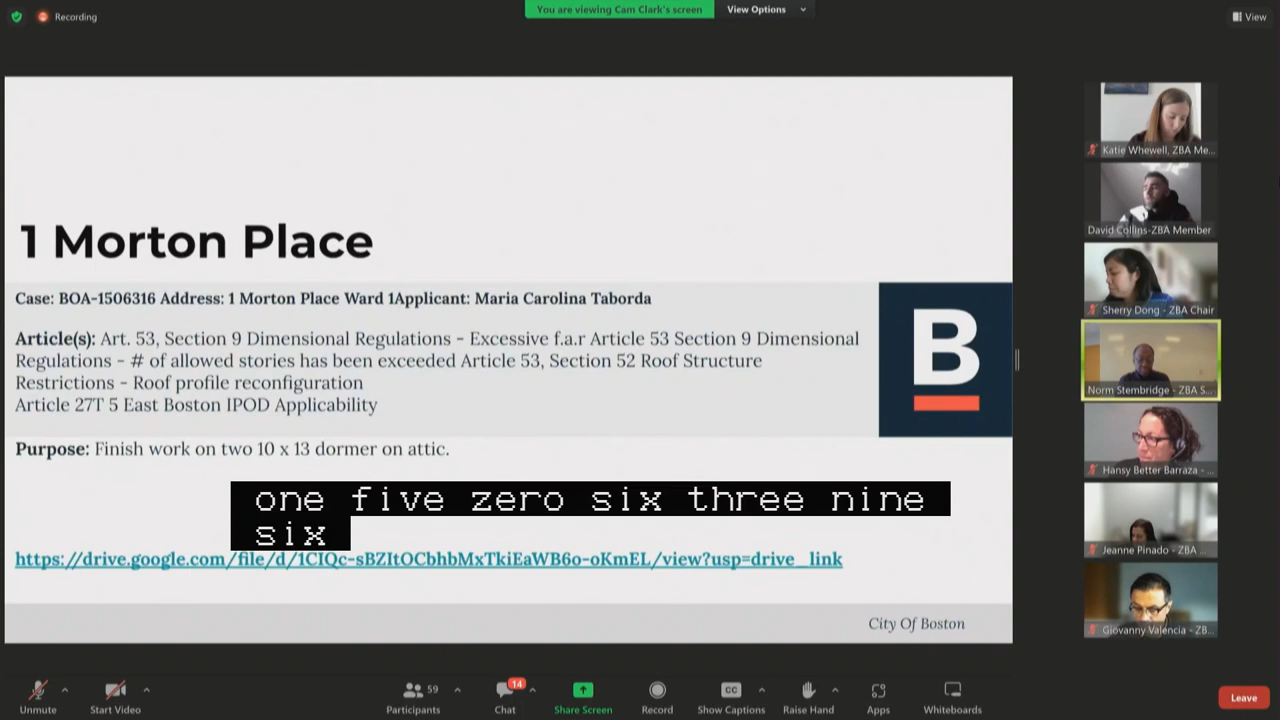 Recording
You are viewing Cam Clark's screen
View Options
View
1 Morton Place
Case: BOA-1506316 Address: 1 Morton Place Ward 1Applicant: Maria Carolina Taborda
Article(s): Art. 53, Section 9 Dimensional Regulations - Excessive f.a.r Article 53 Section 9 Dimensional
Regulations - # of allowed stories has been exceeded Article 53, Section 52 Roof Structure
Restrictions - Roof profile reconfiguration
Article 27T 5 East Boston IPOD Applicability
B
Purpose: Finish work on two 10 x 13 dormer on attic.
one five zero six three nine
six
https://drive.google.com/file/d/1CIQc-sBZItOCbhbMxTkiEaWB6o-oKmEL/view?usp=drive_link
City Of Boston
Katie Whewell, ZBA Me...
David Collins-ZBA Member
Sherry Dong - ZBA Chair
Norm Stembridge - ZBA S...
Hansy Better Barraza - ...
Jeanne Pinado - ZBA ...
Giovanny Valencia - ZB...
Unmute
Start Video
59
Participants
14
Chat
Share Screen
Record
CC
Show Captions
Raise Hand
Apps
Whiteboards
Leave